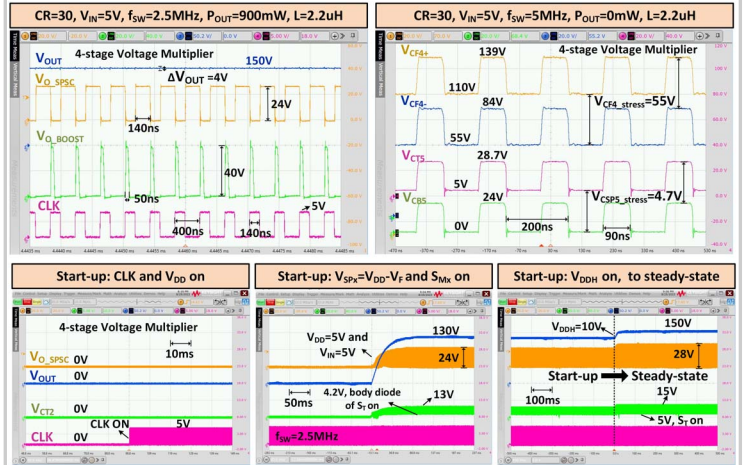 CR=30, VIN=5V, fSW=2.5MHz, POUT=900mW, L=2.2uH
4-stage Voltage Multiplier
VOUT
150V
ΔVOUT =4V
VO_SPSC
24V
140ns
VO_BOOST
40V
50ns
CLK
5V
400ns
140ns
CR=30, VIN=5V, fSW=5MHz, POUT=0mW, L=2.2uH
VCF4+
139V
4-stage Voltage Multiplier
110V
VCF4-
84V
VCF4_stress=55V
55V
VCT5
28.7V
5V
VCB5
24V
VCSP5_stress=4.7V
0V
200ns
90ns
Start-up: CLK and VDD on
4-stage Voltage Multiplier
10ms
VO_SPSC 0V
VOUT 0V
VCT2 0V
CLK ON
5V
CLK 0V
Start-up: VSPx=VDD-VF and SMx on
130V
VDD=5V and
VIN=5V
24V
50ms
4.2V, body diode
of ST on
13V
fSW=2.5MHz
Start-up: VDDH on, to steady-state
VDDH=10V
150V
28V
Start-up
Steady-state
100ms
15V
5V, ST on